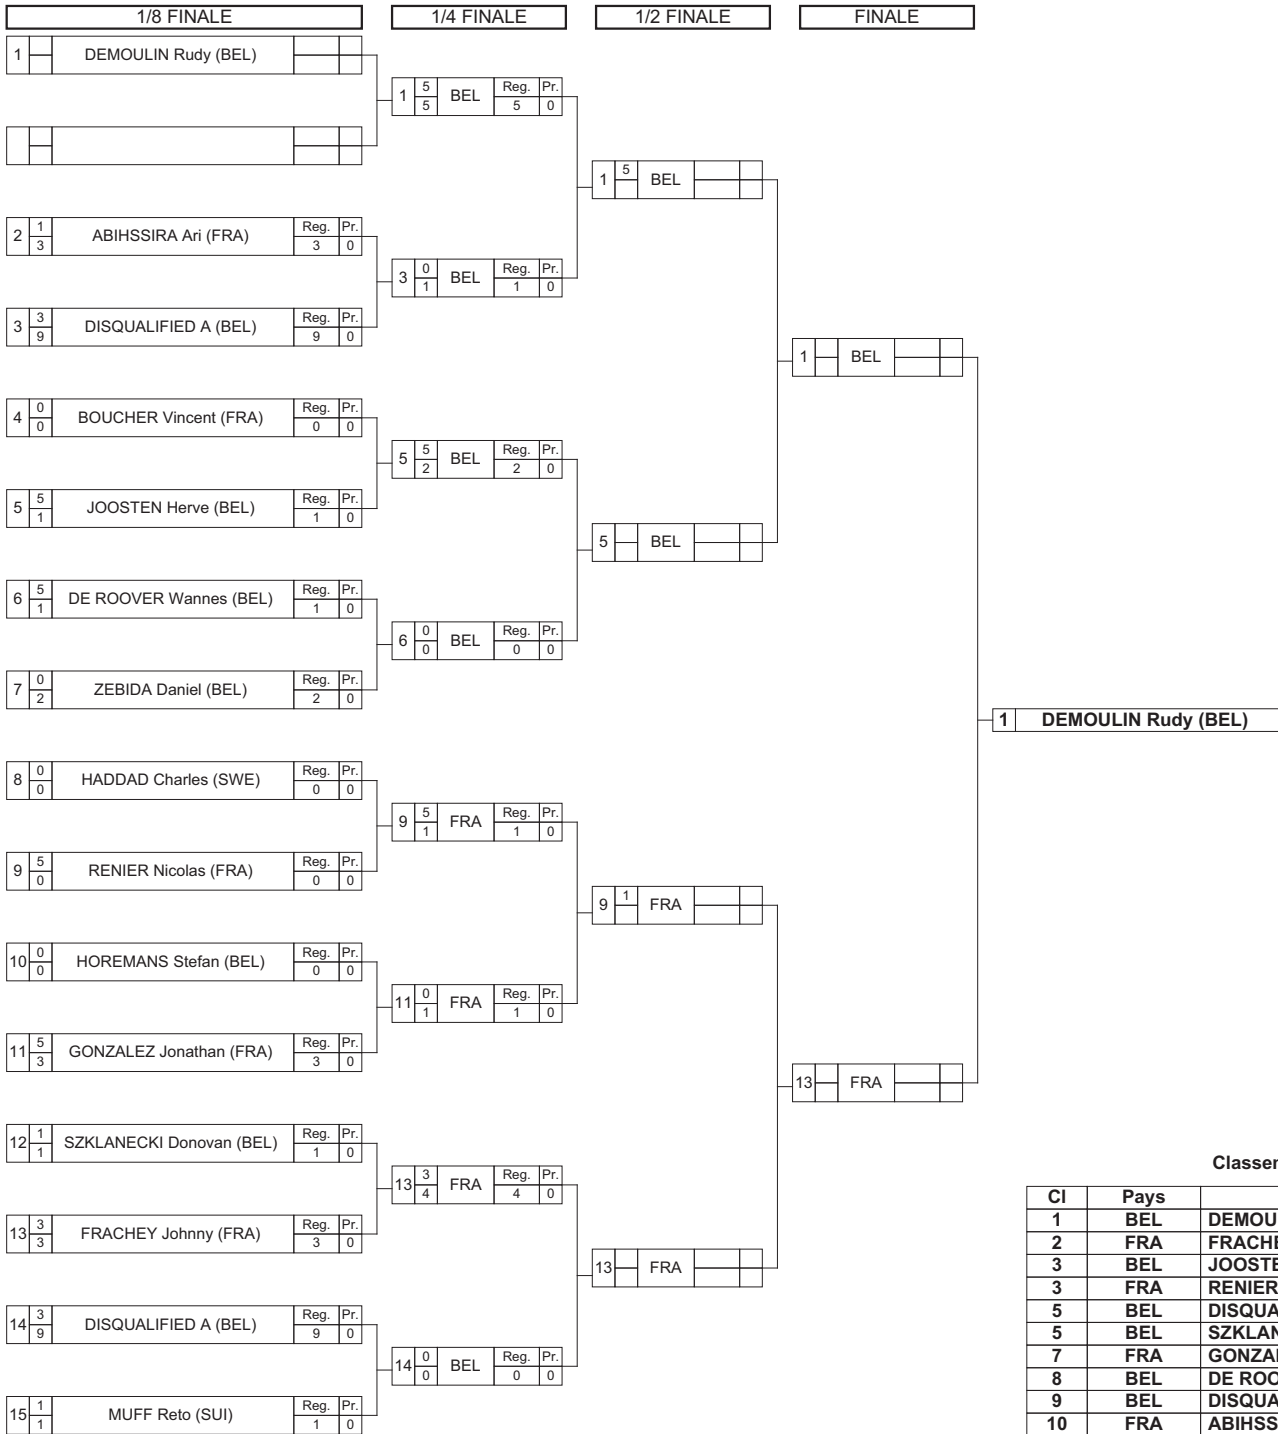 1/8 FINALE 1/4 FINALE 1/2 FINALE FINALE
1 DEMOULIN Rudy (BEL)
1 5 5 BEL Reg. Pr. 5 0
1 5 BEL
2 1 3 ABIHSSIRA Ari (FRA) Reg. Pr. 3 0
3 0 1 BEL Reg. Pr. 1 0
3 3 9 DISQUALIFIED A (BEL) Reg. Pr. 9 0
1 BEL
4 0 0 BOUCHER Vincent (FRA) Reg. Pr. 0 0
5 5 2 BEL Reg. Pr. 2 0
5 5 1 JOOSTEN Herve (BEL) Reg. Pr. 1 0
5 BEL
6 5 1 DE ROOVER Wannes (BEL) Reg. Pr. 1 0
6 0 0 BEL Reg. Pr. 0 0
7 0 2 ZEBIDA Daniel (BEL) Reg. Pr. 2 0
1 DEMOULIN Rudy (BEL)
8 0 0 HADDAD Charles (SWE) Reg. Pr. 0 0
9 5 1 FRA Reg. Pr. 1 0
9 5 0 RENIER Nicolas (FRA) Reg. Pr. 0 0
9 1 FRA
10 0 0 HOREMANS Stefan (BEL) Reg. Pr. 0 0
11 0 1 FRA Reg. Pr. 1 0
11 5 3 GONZALEZ Jonathan (FRA) Reg. Pr. 3 0
13 FRA
12 1 1 SZKLANECKI Donovan (BEL) Reg. Pr. 1 0
13 3 4 FRA Reg. Pr. 4 0
13 3 3 FRACHEY Johnny (FRA) Reg. Pr. 3 0
13 FRA
14 3 9 DISQUALIFIED A (BEL) Reg. Pr. 9 0
14 0 0 BEL Reg. Pr. 0 0
15 1 1 MUFF Reto (SUI) Reg. Pr. 1 0
Classer
Cl Pays
1 BEL DEMOU
2 FRA FRACHE
3 BEL JOOSTE
3 FRA RENIER
5 BEL DISQUA
5 BEL SZKLAN
7 FRA GONZAL
8 BEL DE ROO
9 BEL DISQUA
10 FRA ABIHSS